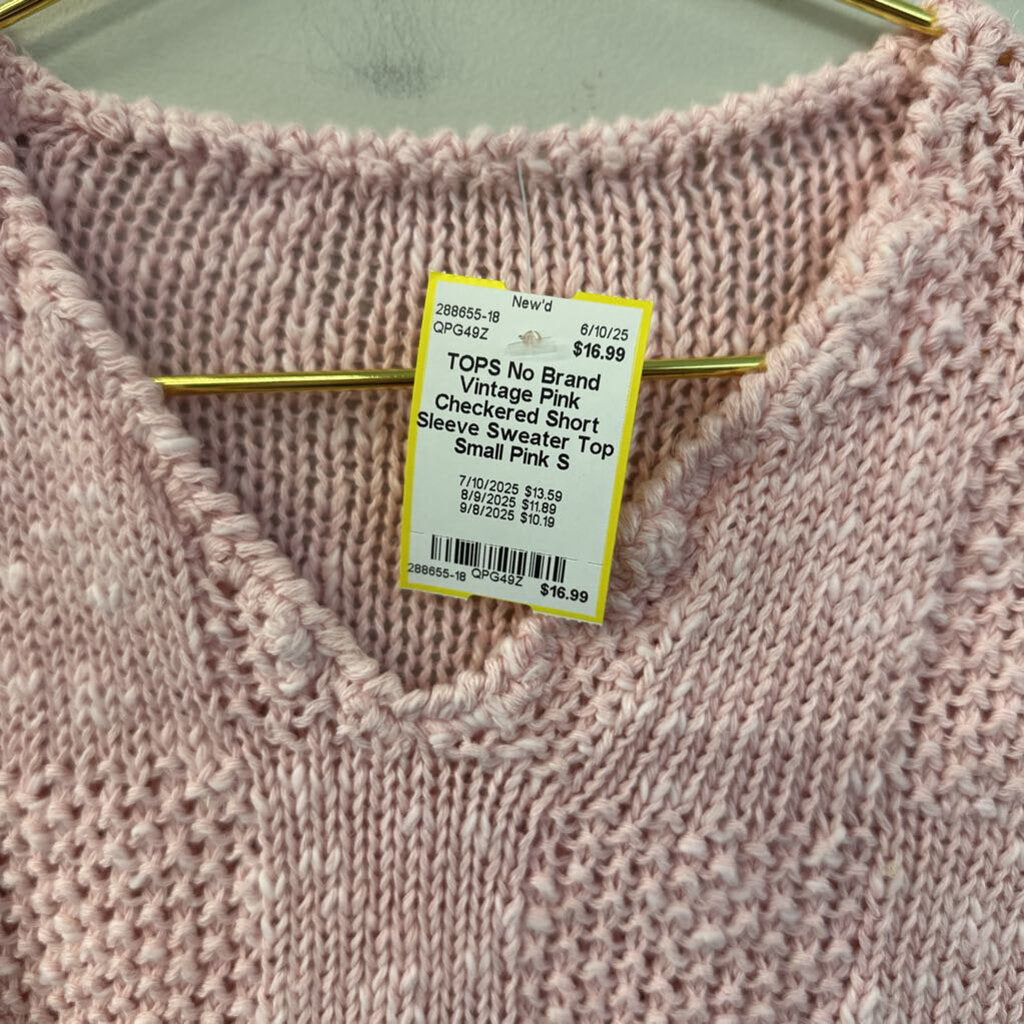 New'd
288655-18 6/10/25
QPG49Z $16.99
TOPS No Brand
Vintage Pink
Checkered Short
Sleeve Sweater Top
Small Pink S
7/10/2025 $13.59
8/9/2025 $11.89
9/8/2025 $10.19
288655-18 QPG49Z $16.99